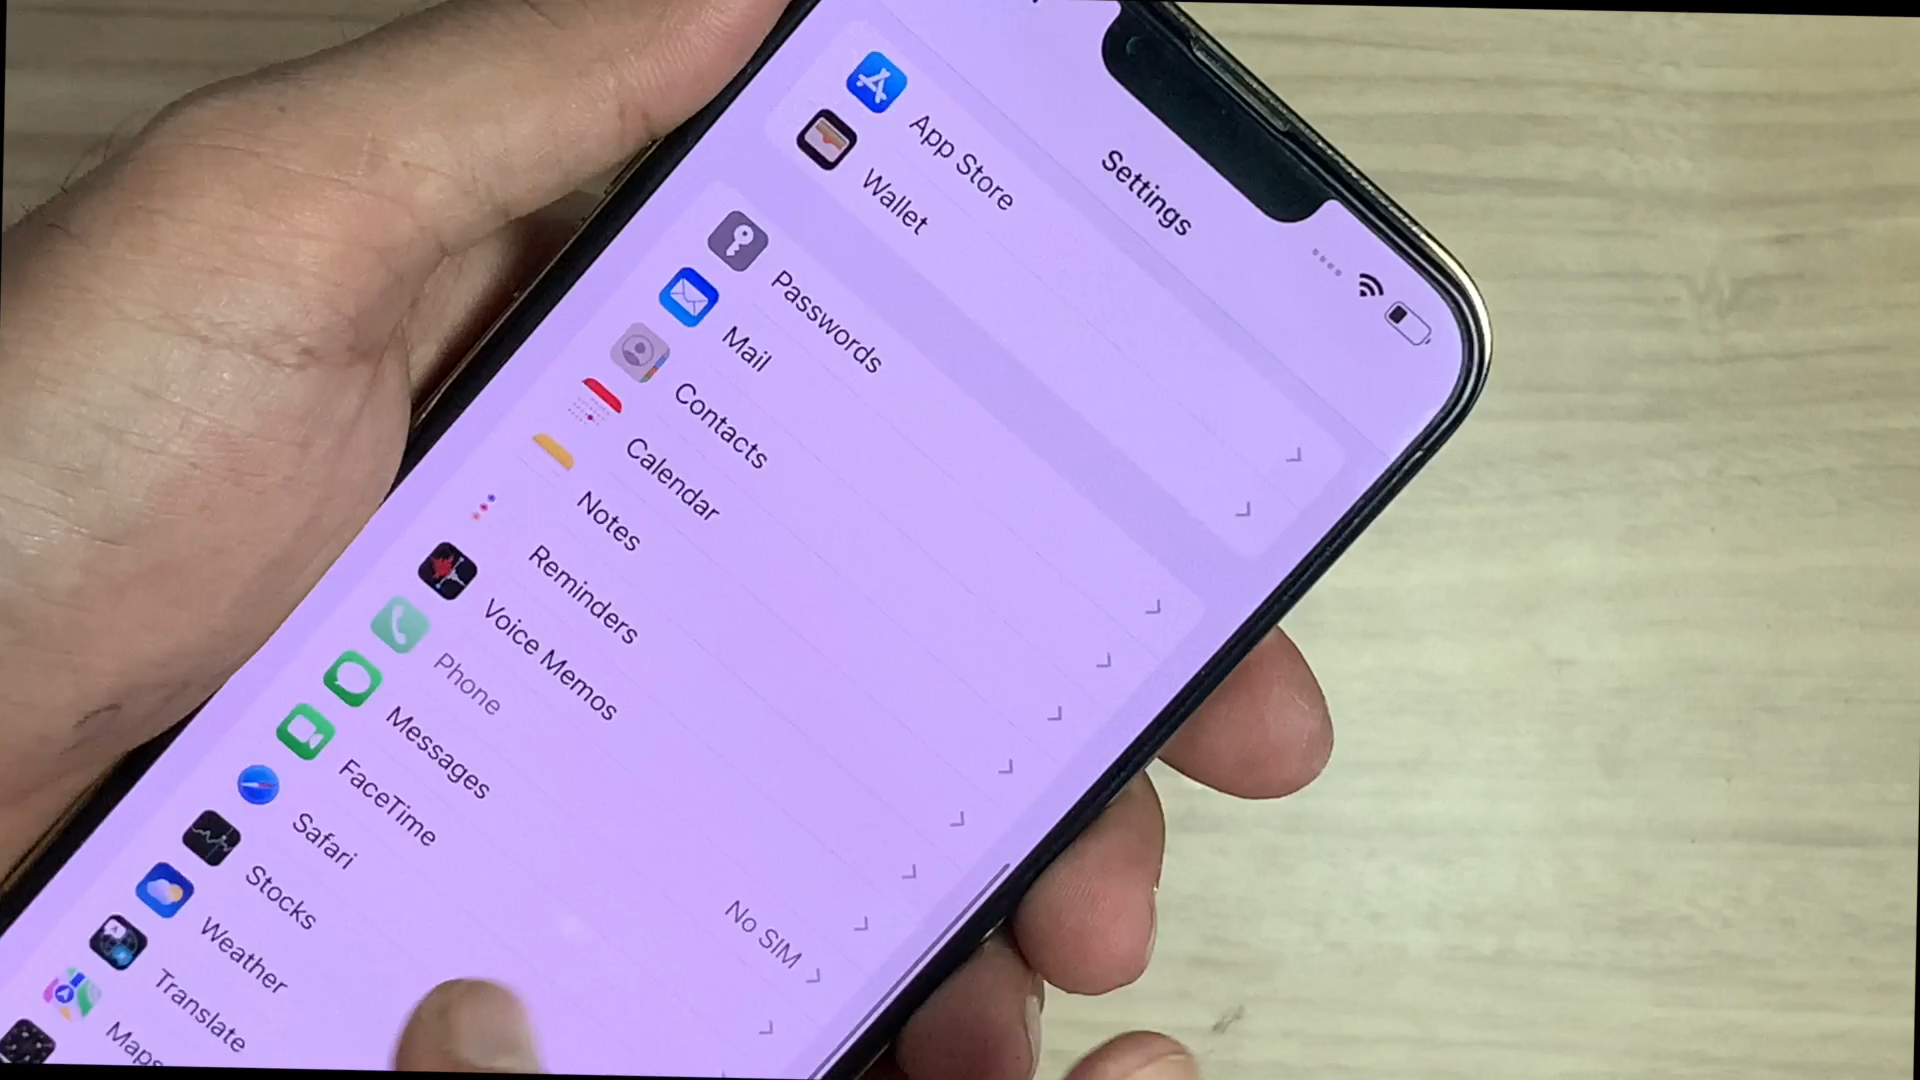 Settings
App Store
Wallet
Passwords
Mail
Contacts
Calendar
Notes
Reminders
Voice Memos
Phone No SIM
Messages
FaceTime
Safari
Stocks
Weather
Translate
Maps